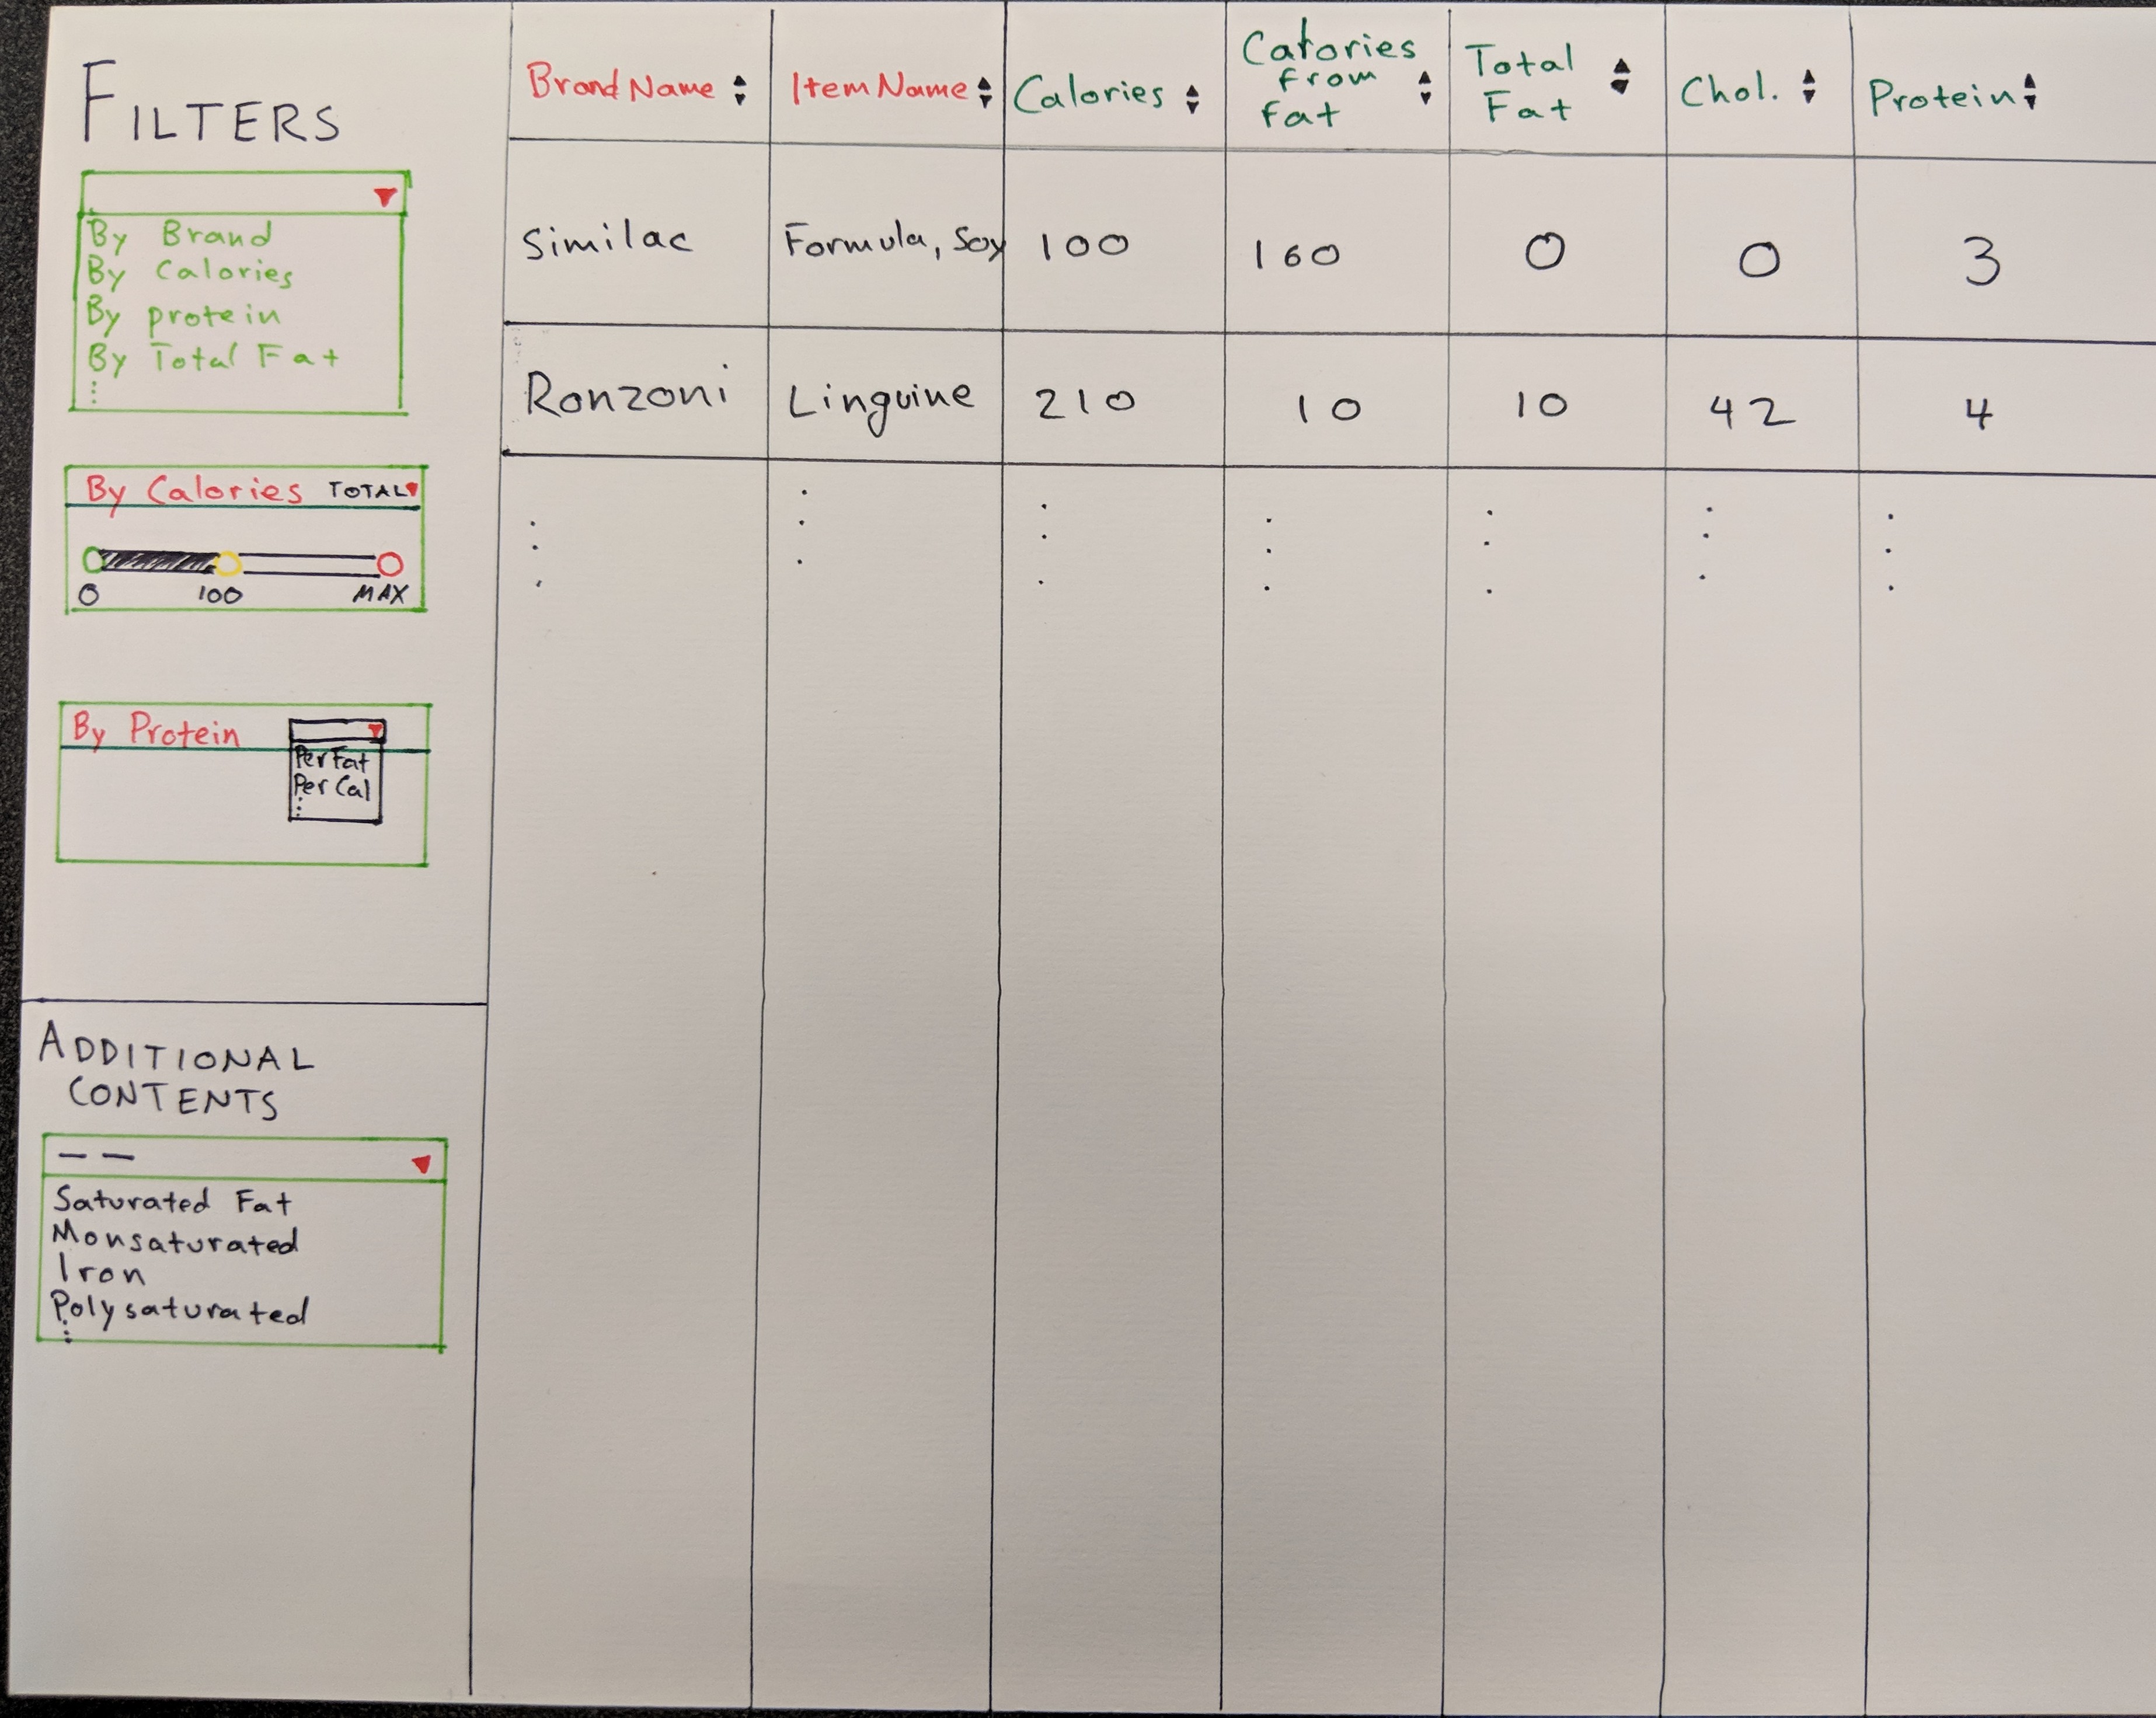 FILTERS
By Brand
By Calories
By protein
By Total Fat
By Calories TOTAL
0 100 MAX
By Protein
Per Fat
Per Cal
ADDITIONAL
CONTENTS
— —
Saturated Fat
Monsaturated
Iron
Polysaturated
Brand Name
Item Name
Calories
Calories
from
fat
Total
Fat
Chol.
Protein
Similac Formula, Soy 100 160 0 0 3
Ronzoni Linguine 210 10 10 42 4